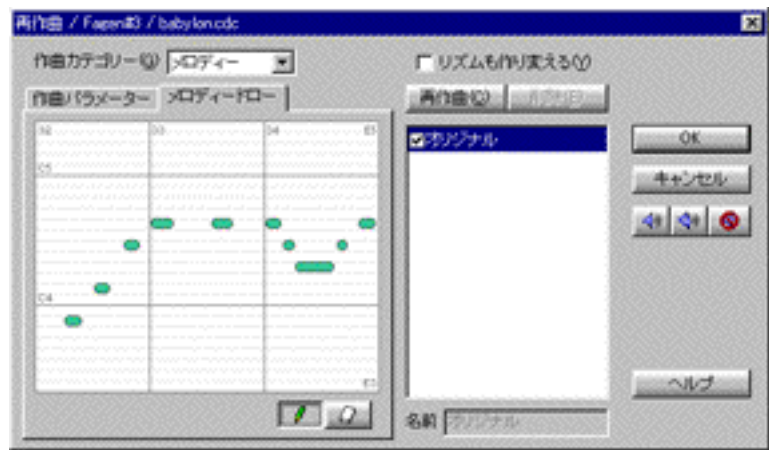 再作曲 / Fagen#3 / babylon.cdc
作曲カテゴリー(Q) メロディー
リズムも作り変える(Y)
作曲パラメーター メロディードロー
再作曲(C)
オリジナル
OK
キャンセル
C5
C4
ヘルプ
名前 オリジナル